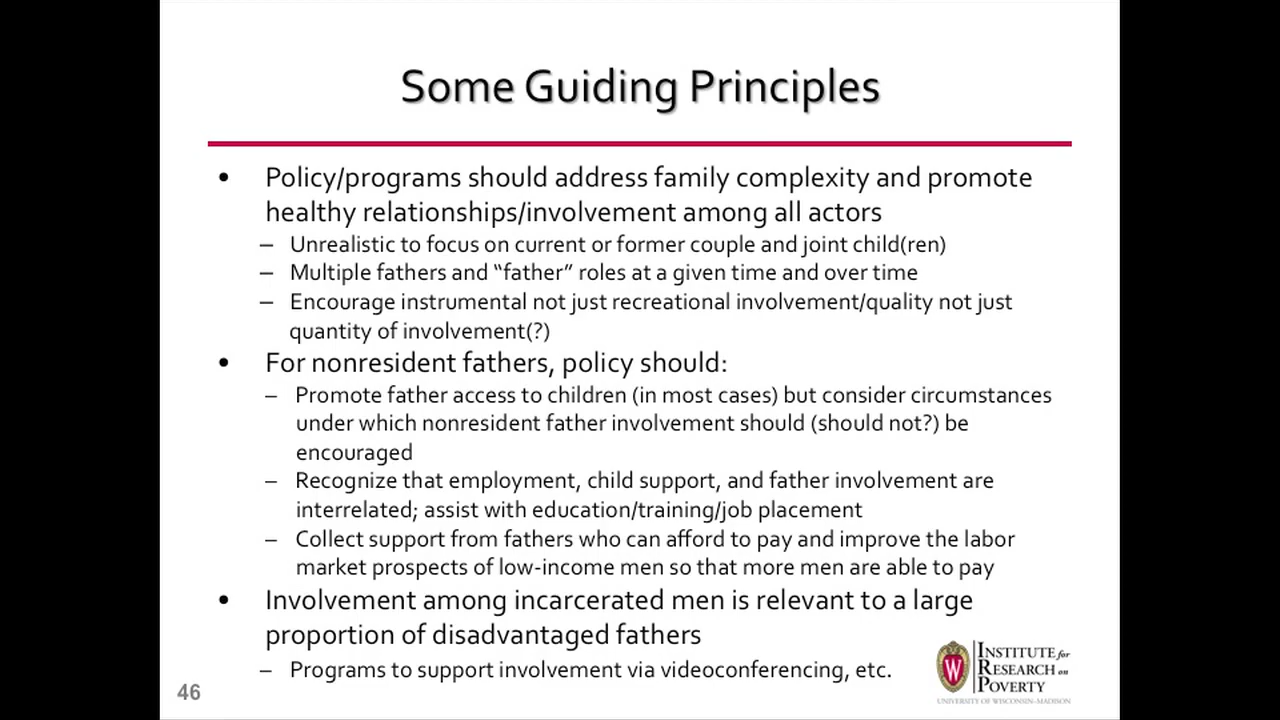 Some Guiding Principles
• Policy/programs should address family complexity and promote
healthy relationships/involvement among all actors
– Unrealistic to focus on current or former couple and joint child(ren)
– Multiple fathers and “father” roles at a given time and over time
– Encourage instrumental not just recreational involvement/quality not just
quantity of involvement(?)
• For nonresident fathers, policy should:
– Promote father access to children (in most cases) but consider circumstances
under which nonresident father involvement should (should not?) be
encouraged
– Recognize that employment, child support, and father involvement are
interrelated; assist with education/training/job placement
– Collect support from fathers who can afford to pay and improve the labor
market prospects of low-income men so that more men are able to pay
• Involvement among incarcerated men is relevant to a large
proportion of disadvantaged fathers
– Programs to support involvement via videoconferencing, etc.
46
W
INSTITUTE for
RESEARCH on
POVERTY
UNIVERSITY OF WISCONSIN–MADISON